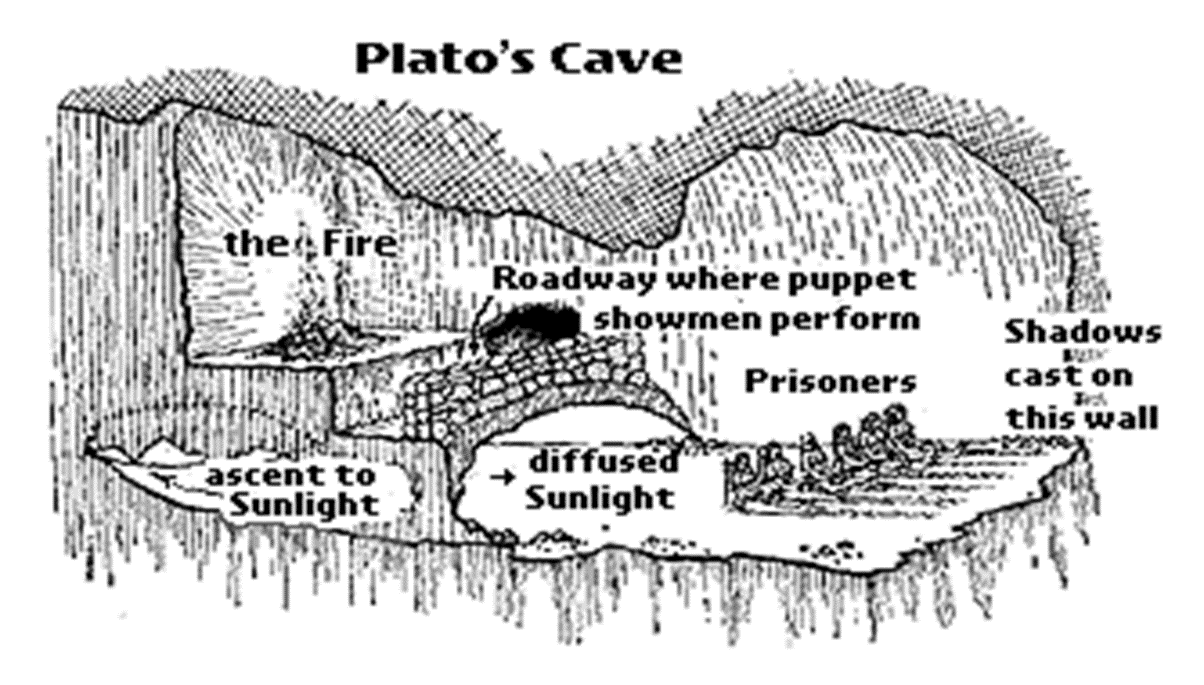 Plato's Cave
the Fire
Roadway where puppet
showmen perform
Shadows
cast on
this wall
Prisoners
ascent to
Sunlight
→ diffused
Sunlight